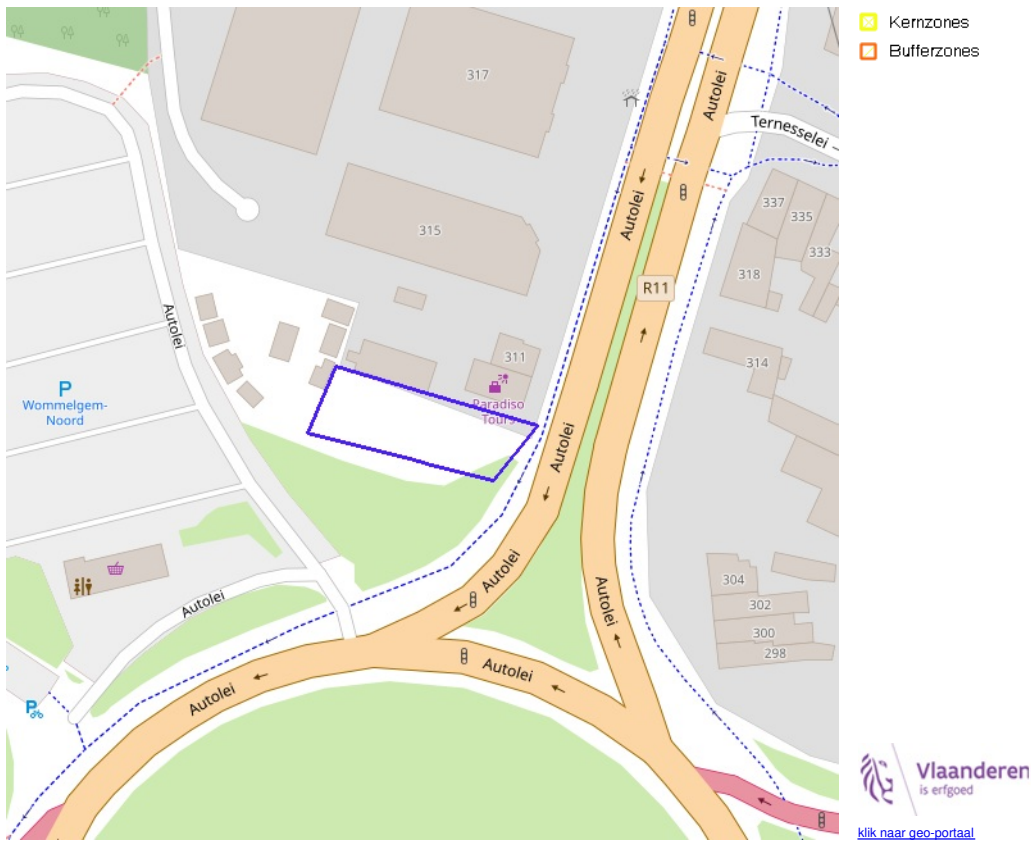 Kernzones
Bufferzones
317
Autolei
Ternesselei
337
335
333
315
Autolei
318
R11
Autolei
314
311
Paradiso
Tours
P
Wommelgem-
Noord
Autolei
304
302
300
298
Autolei
Autolei
Autolei
Autolei
Autolei
P
Vlaanderen
is erfgoed
klik naar geo-portaal